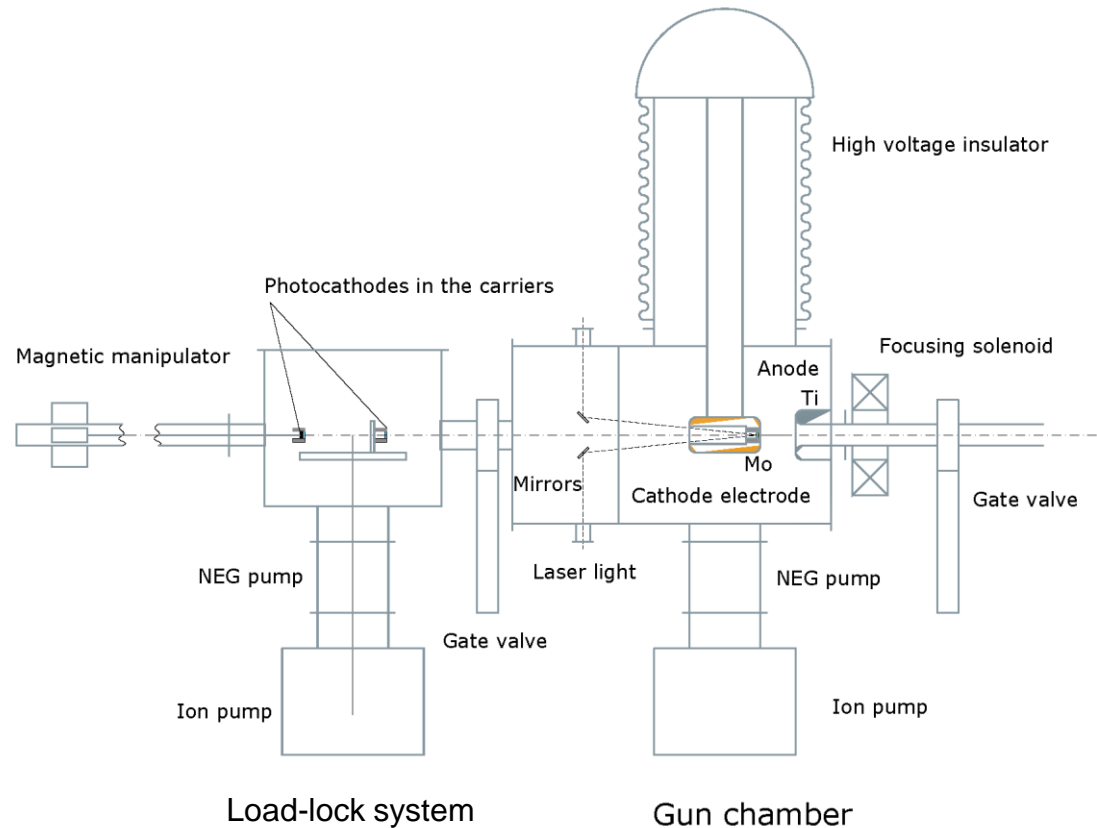 High voltage insulator
Photocathodes in the carriers
Magnetic manipulator
Focusing solenoid
Anode
Ti
Mo
Mirrors
Cathode electrode
Gate valve
Laser light
NEG pump
NEG pump
Gate valve
Ion pump
Ion pump
Load-lock system
Gun chamber